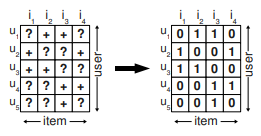 i1 i2 i3 i4
u1 ? + + ?
u2 + ? ? +
u3 + + ? ?
u4 ? ? + +
u5 ? ? + ?
user
item
i1 i2 i3 i4
u1 0 1 1 0
u2 1 0 0 1
u3 1 1 0 0
u4 0 0 1 1
u5 0 0 1 0
user
item